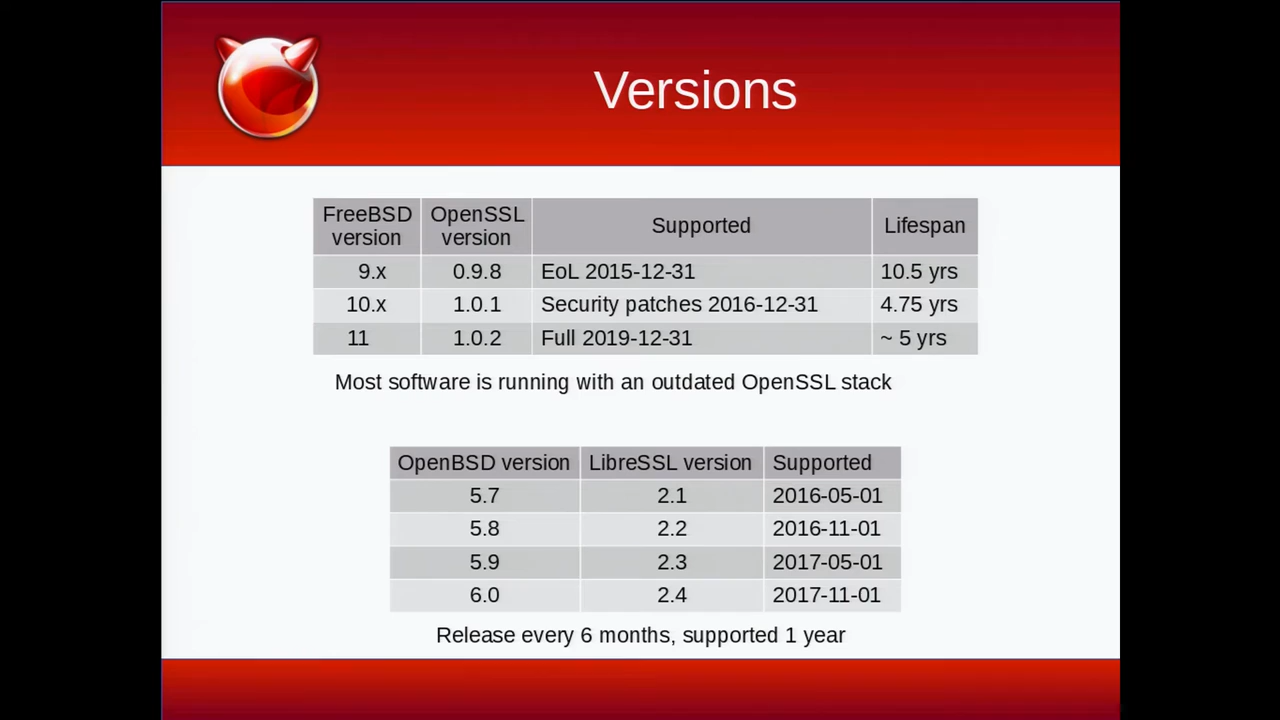 Versions
FreeBSD version | OpenSSL version | Supported | Lifespan
9.x | 0.9.8 | EoL 2015-12-31 | 10.5 yrs
10.x | 1.0.1 | Security patches 2016-12-31 | 4.75 yrs
11 | 1.0.2 | Full 2019-12-31 | ~ 5 yrs
Most software is running with an outdated OpenSSL stack
OpenBSD version | LibreSSL version | Supported
5.7 | 2.1 | 2016-05-01
5.8 | 2.2 | 2016-11-01
5.9 | 2.3 | 2017-05-01
6.0 | 2.4 | 2017-11-01
Release every 6 months, supported 1 year